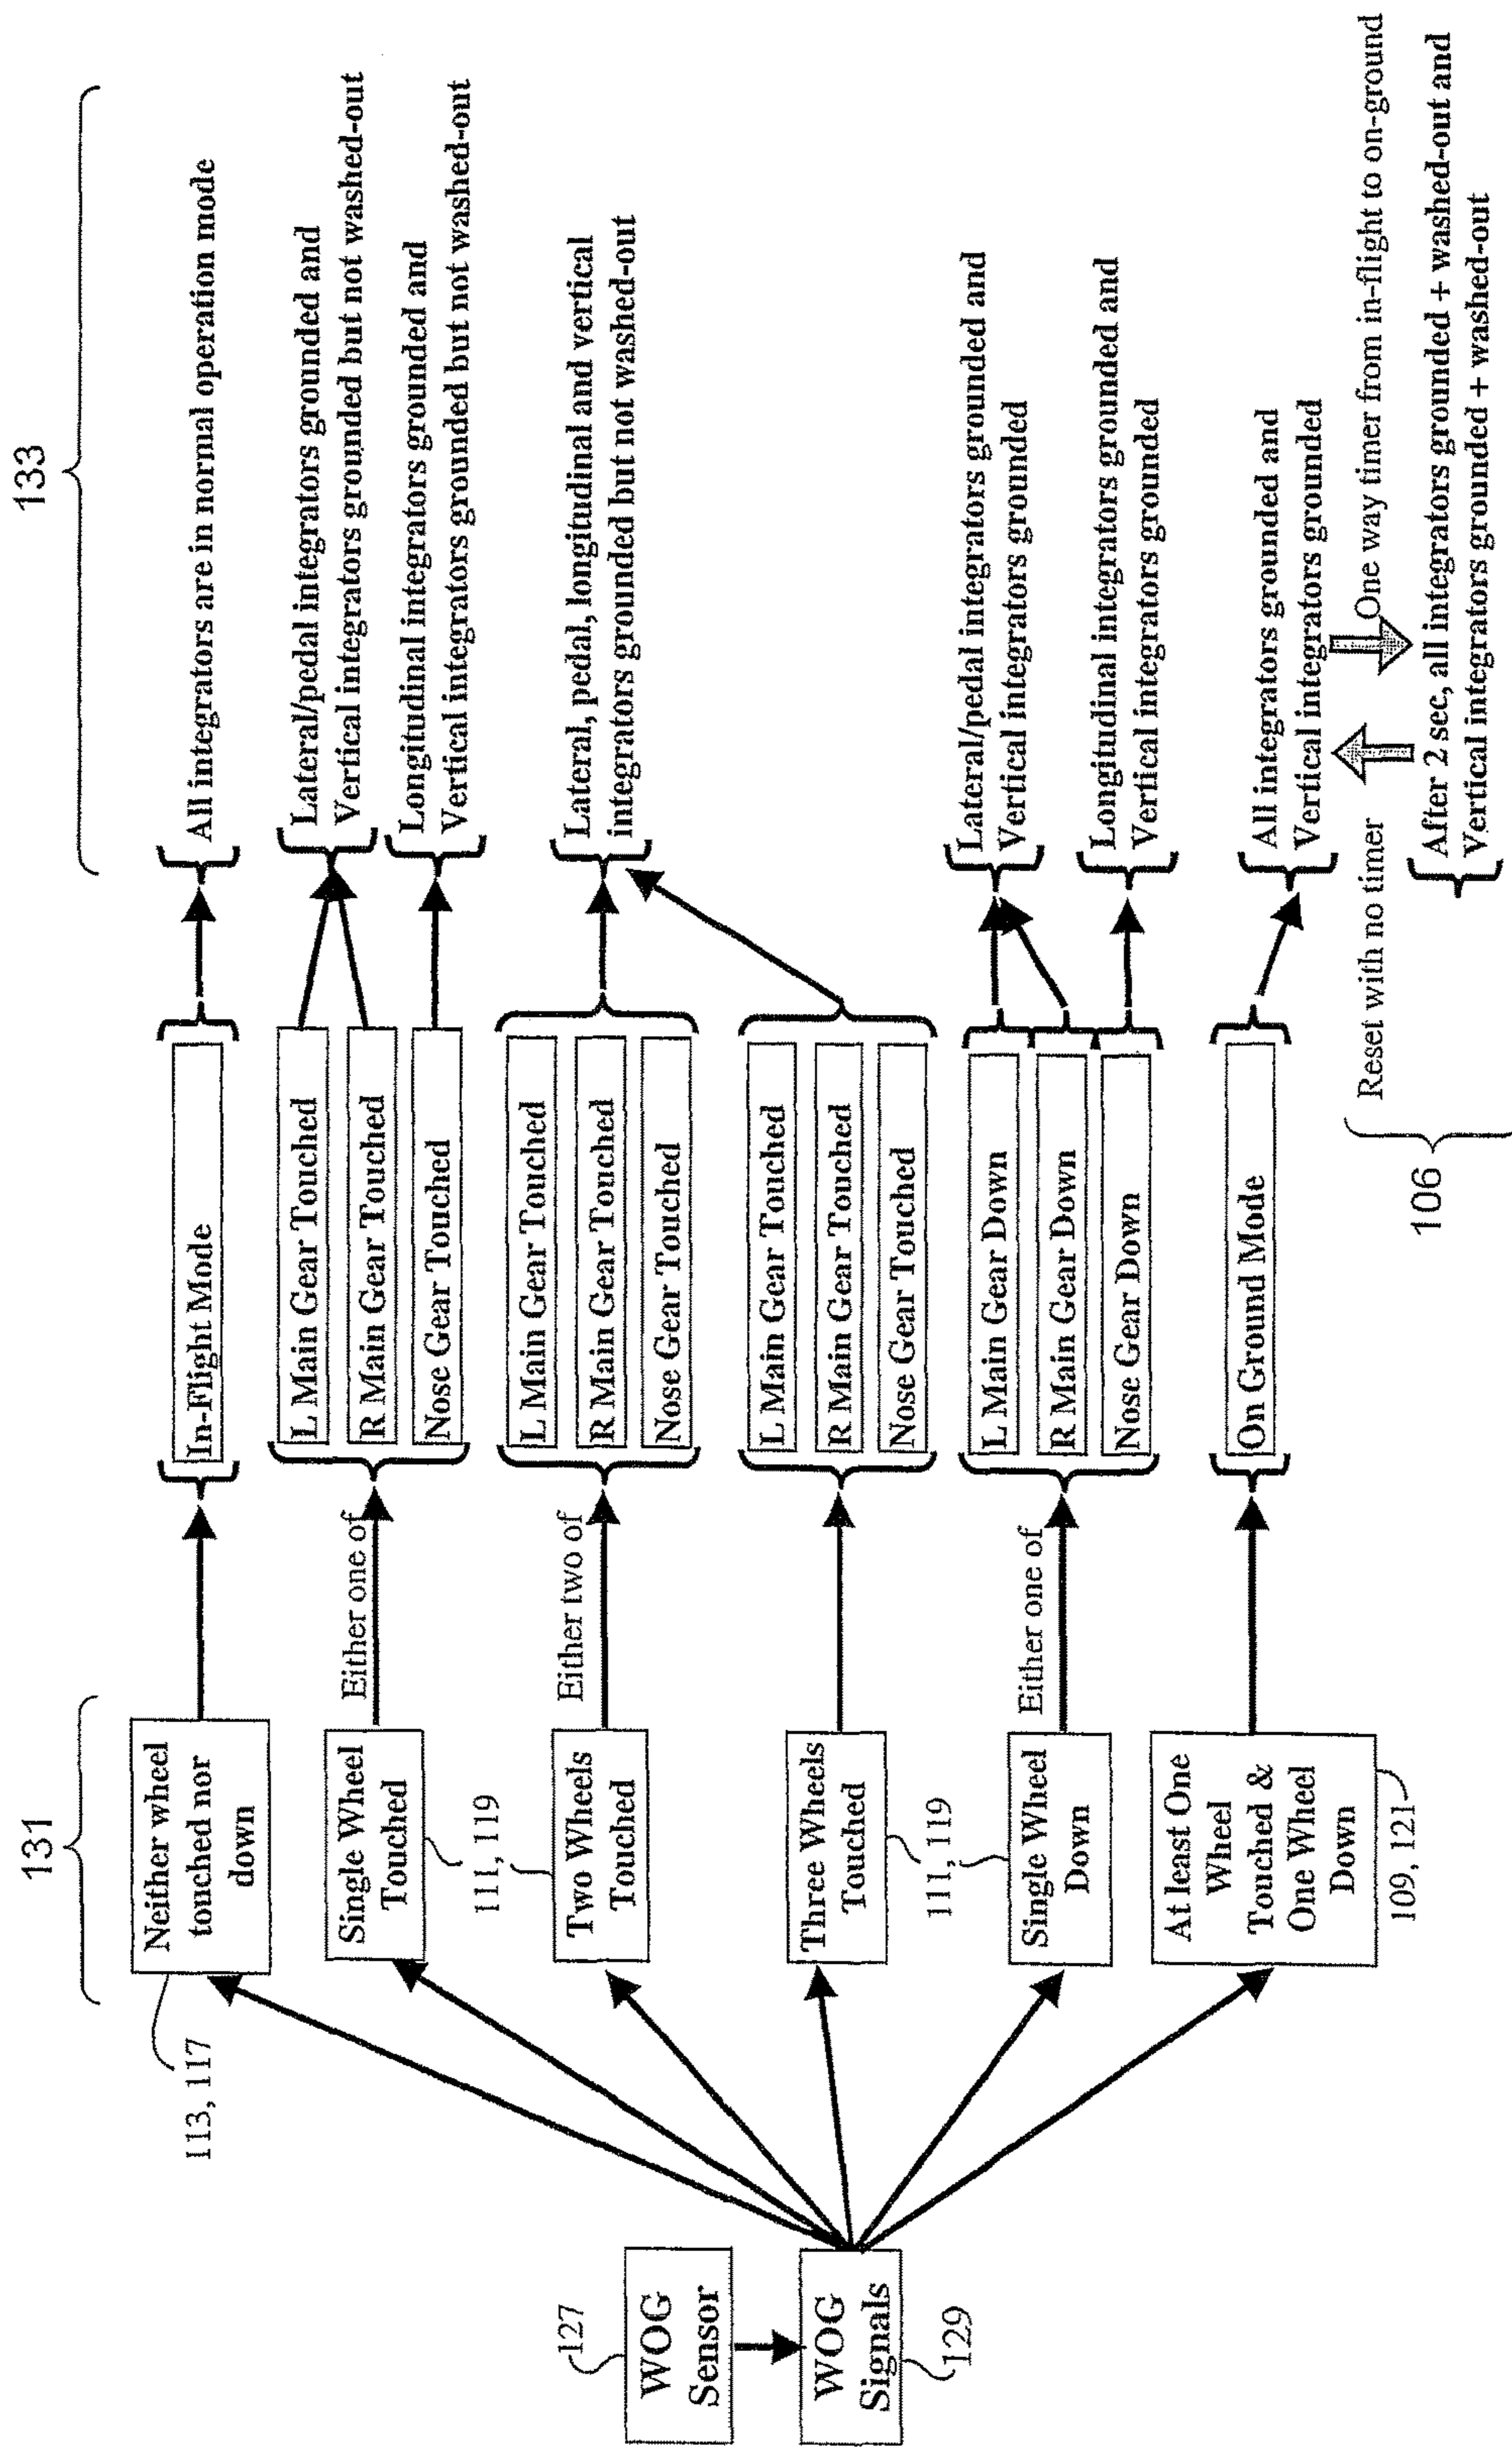 131
133
127
WOG
Sensor
WOG
Signals
129
113, 117
Neither wheel
touched nor
down
Single Wheel
Touched
111, 119
Two Wheels
Touched
Three Wheels
Touched
111, 119
Single Wheel
Down
At least One
Wheel
Touched &
One Wheel
Down
109, 121
Either one of
Either two of
Either one of
In-Flight Mode
L Main Gear Touched
R Main Gear Touched
Nose Gear Touched
L Main Gear Touched
R Main Gear Touched
Nose Gear Touched
L Main Gear Touched
R Main Gear Touched
Nose Gear Touched
L Main Gear Down
R Main Gear Down
Nose Gear Down
On Ground Mode
All integrators are in normal operation mode
Lateral/pedal integrators grounded and
Vertical integrators grounded but not washed-out
Longitudinal integrators grounded and
Vertical integrators grounded but not washed-out
Lateral, pedal, longitudinal and vertical
integrators grounded but not washed-out
Lateral/pedal integrators grounded and
Vertical integrators grounded
Longitudinal integrators grounded and
Vertical integrators grounded
All integrators grounded and
Vertical integrators grounded
Reset with no timer
One way timer from in-flight to on-ground
106
After 2 sec, all integrators grounded + washed-out and
Vertical integrators grounded + washed-out